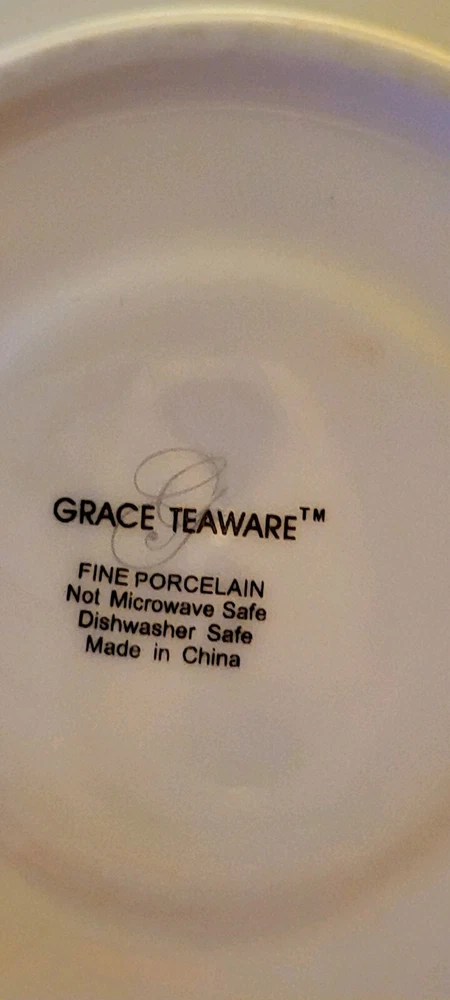 G
GRACE TEAWARE™
FINE PORCELAIN
Not Microwave Safe
Dishwasher Safe
Made in China